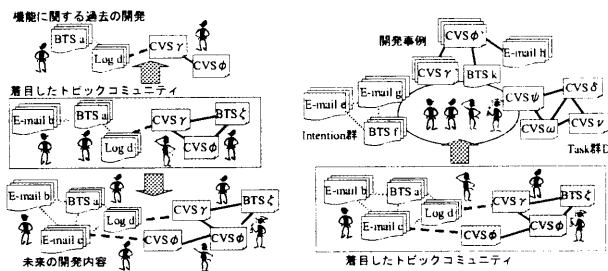 機能に関する過去の開発
BTS a
Log d
CVS γ
CVS ϕ
着目したトピックコミュニティ
E-mail b
BTS a
Log d
CVS γ
BTS ζ
CVS ϕ
E-mail b
BTS a
Log d
CVS γ
BTS ζ
E-mail c
CVS ϕ
CVS ϕ
未来の開発内容
開発事例
CVS ϕ'
E-mail h
CVS γ
BTS k
E-mail g
E-mail e
BTS f
Intention群
CVS ψ
CVS δ
CVS ω
CVS ν
Task群D
E-mail b
BTS a
Log d
CVS γ
BTS ζ
E-mail c
CVS ϕ
CVS ϕ
着目したトピックコミュニティ